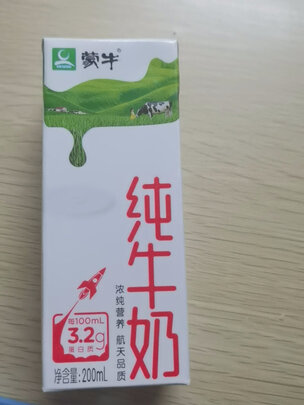 蒙牛®
纯牛奶
浓纯营养 航天品质
每100mL
3.2g
蛋白质
净含量:200mL